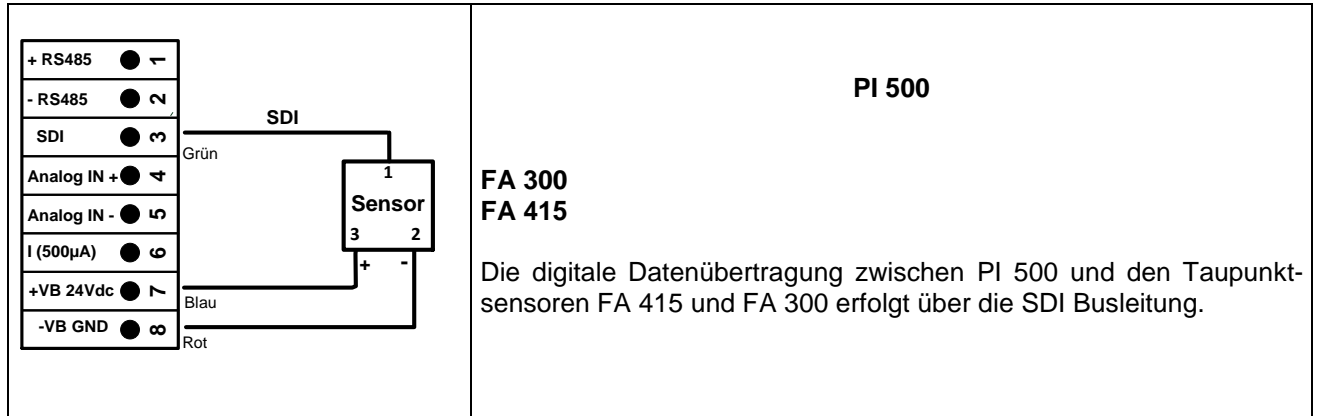 + RS485 1
- RS485 2
SDI 3
Analog IN + 4
Analog IN - 5
I (500µA) 6
+VB 24Vdc 7
-VB GND 8
SDI
Grün
Blau
Rot
1
Sensor
3 2
+ -
PI 500
FA 300
FA 415
Die digitale Datenübertragung zwischen PI 500 und den Taupunkt-
sensoren FA 415 und FA 300 erfolgt über die SDI Busleitung.